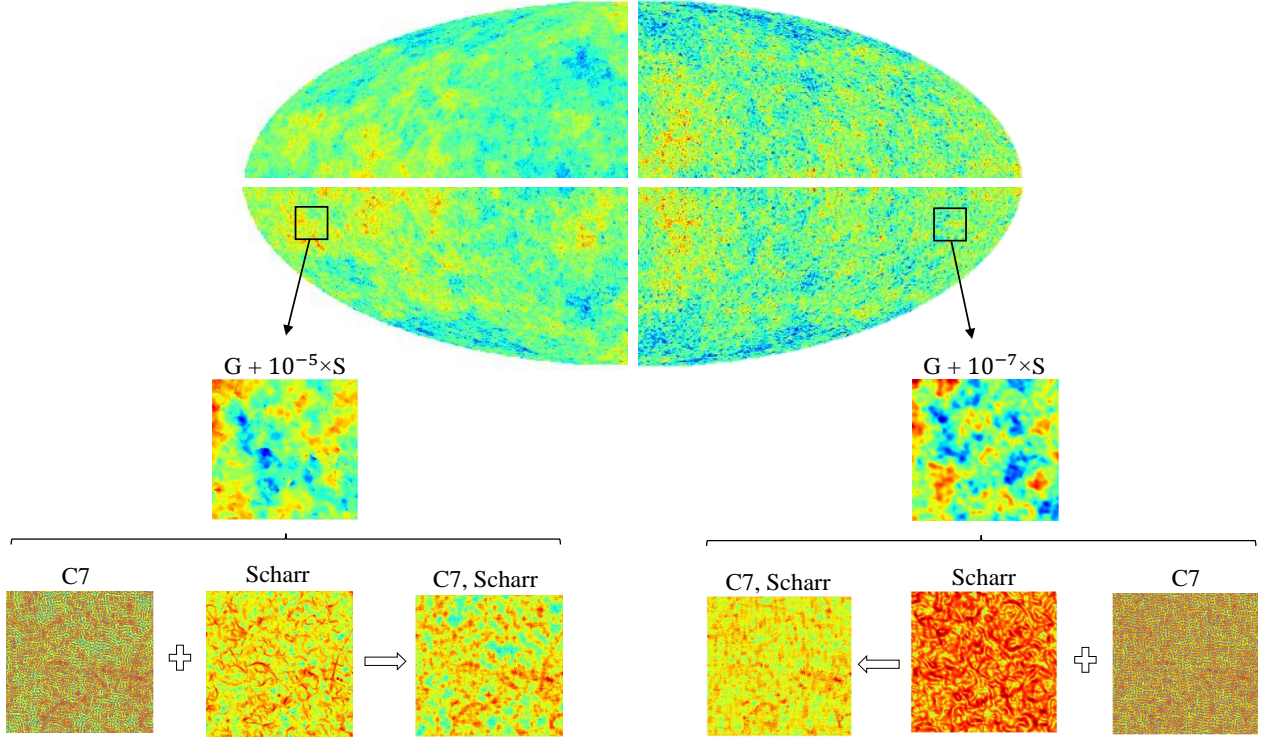 G + 10⁻⁵×S
G + 10⁻⁷×S
C7
Scharr
C7, Scharr
C7, Scharr
Scharr
C7